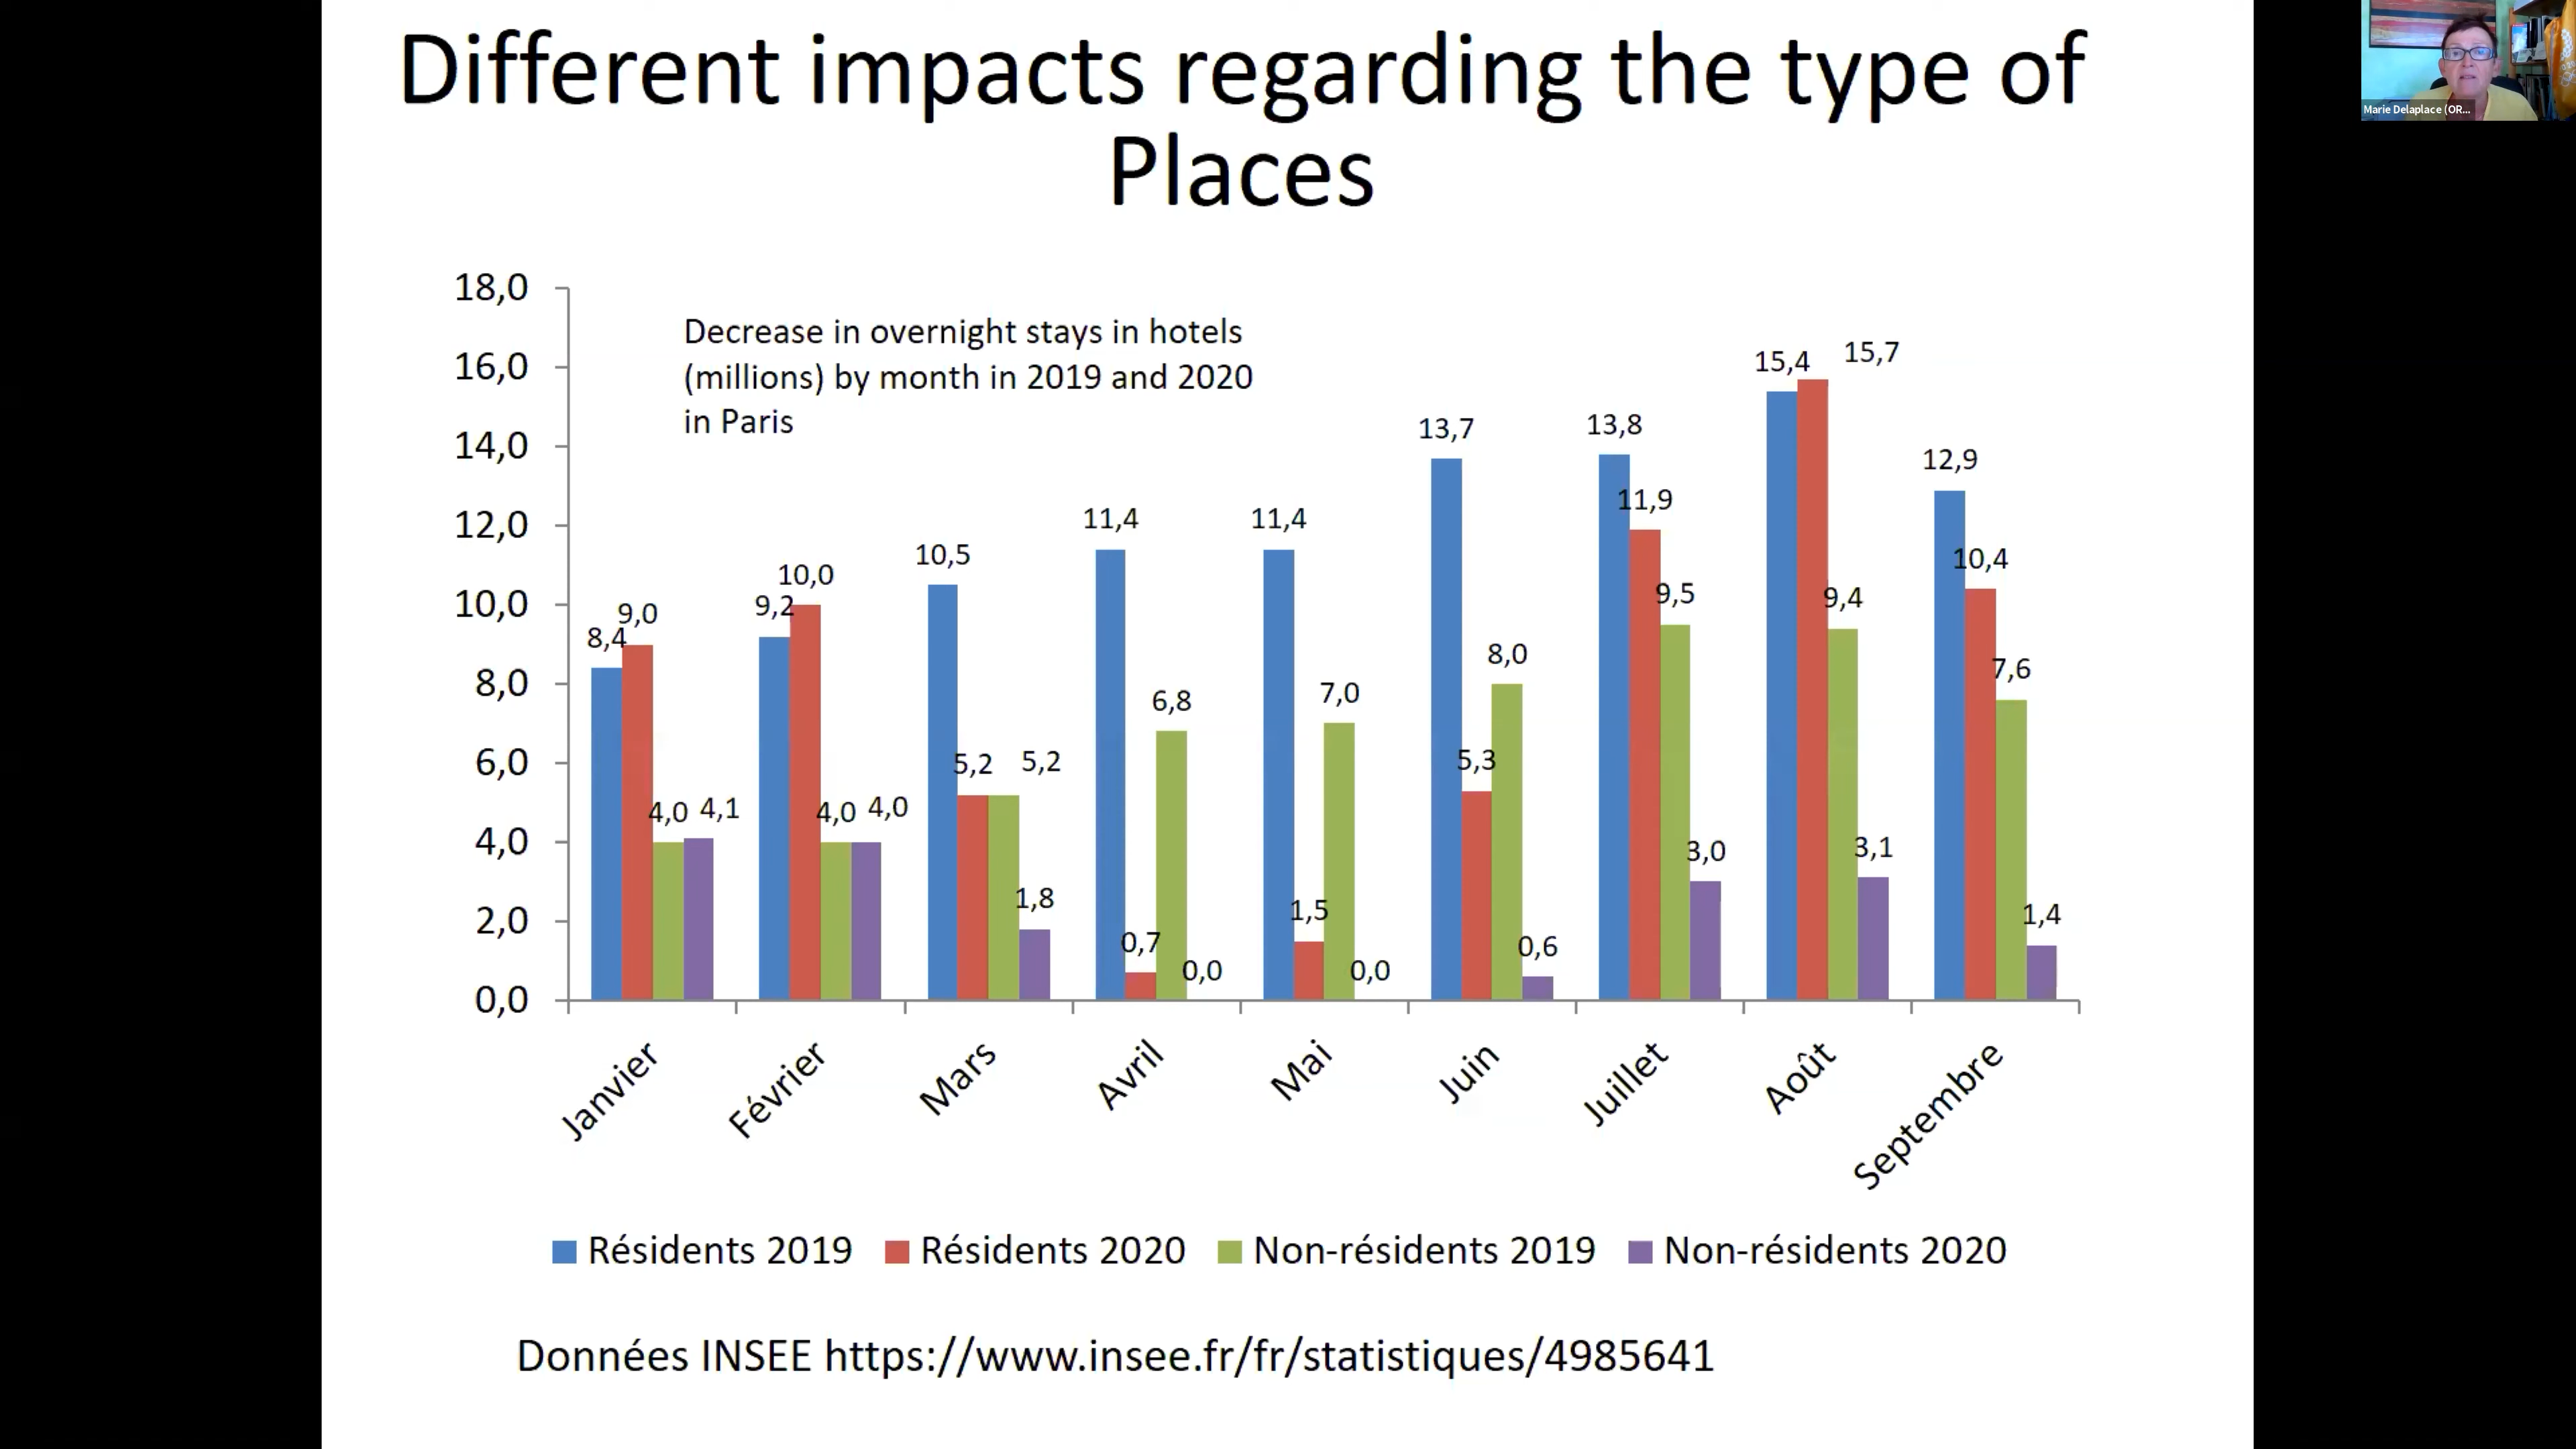 Different impacts regarding the type of
Places
Marie Delaplace (OR...
18,0
16,0
14,0
12,0
10,0
8,0
6,0
4,0
2,0
0,0
Decrease in overnight stays in hotels
(millions) by month in 2019 and 2020
in Paris
8,4 9,0 4,0 4,1
9,2 10,0 4,0 4,0
10,5 5,2 5,2 1,8
11,4 0,7 6,8 0,0
11,4 1,5 7,0 0,0
13,7 5,3 8,0 0,6
13,8 11,9 9,5 3,0
15,4 15,7 9,4 3,1
12,9 10,4 7,6 1,4
Janvier
Février
Mars
Avril
Mai
Juin
Juillet
Août
Septembre
Résidents 2019 Résidents 2020 Non-résidents 2019 Non-résidents 2020
Données INSEE https://www.insee.fr/fr/statistiques/4985641